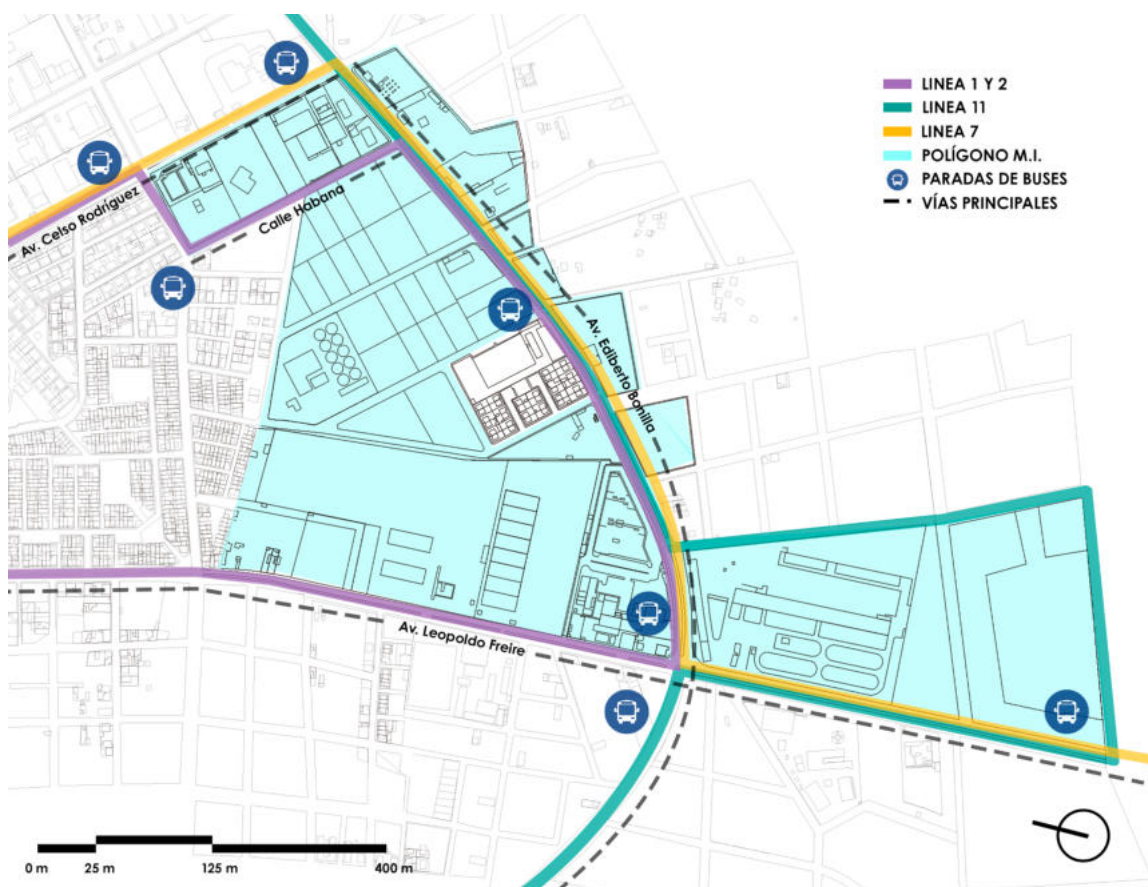 LINEA 1 Y 2
LINEA 11
LINEA 7
POLÍGONO M.I.
PARADAS DE BUSES
VÍAS PRINCIPALES
Av. Celso Rodríguez
Calle Habana
Av. Ediberto Bonilla
Av. Leopoldo Freire
0 m 25 m 125 m 400 m